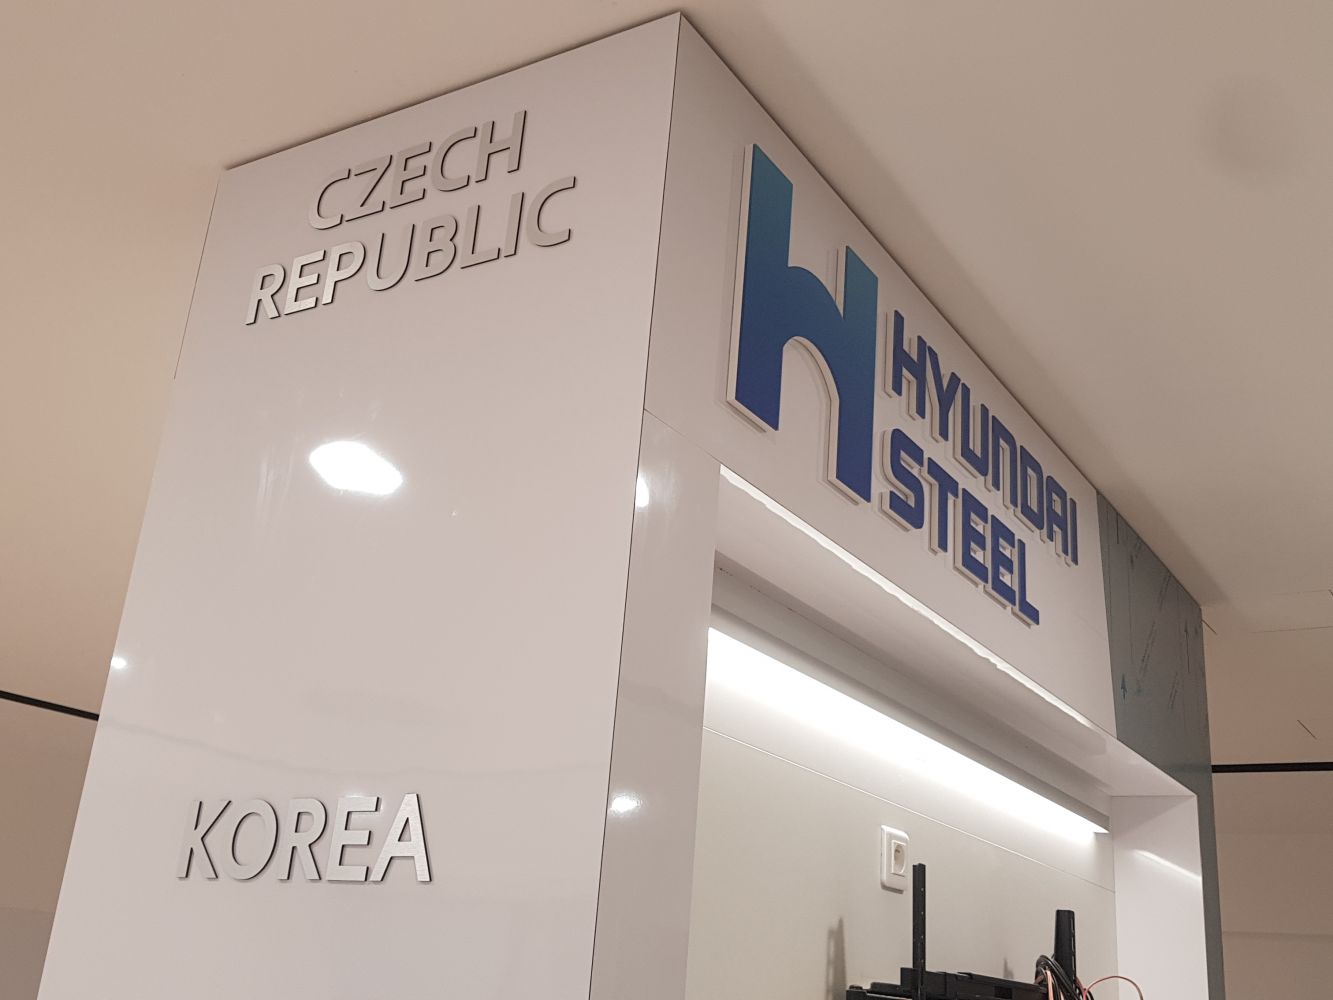 CZECH
REPUBLIC
KOREA
HYUNDAI
STEEL